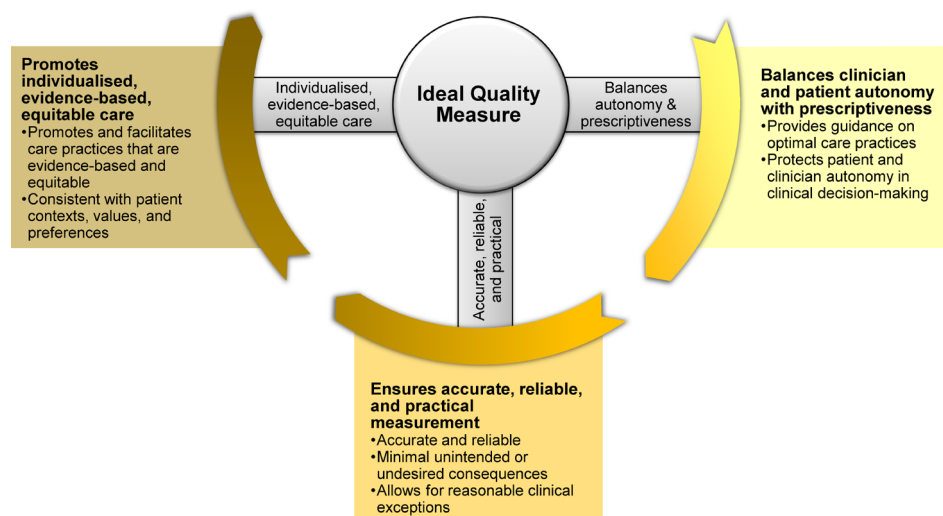 Promotes
individualised,
evidence-based,
equitable care
•Promotes and facilitates
care practices that are
evidence-based and
equitable
•Consistent with patient
contexts, values, and
preferences
Individualised,
evidence-based,
equitable care
Ideal Quality
Measure
Balances
autonomy &
prescriptiveness
Balances clinician
and patient autonomy
with prescriptiveness
•Provides guidance on
optimal care practices
•Protects patient and
clinician autonomy in
clinical decision-making
Accurate, reliable,
and practical
Ensures accurate, reliable,
and practical
measurement
•Accurate and reliable
•Minimal unintended or
undesired consequences
•Allows for reasonable clinical
exceptions